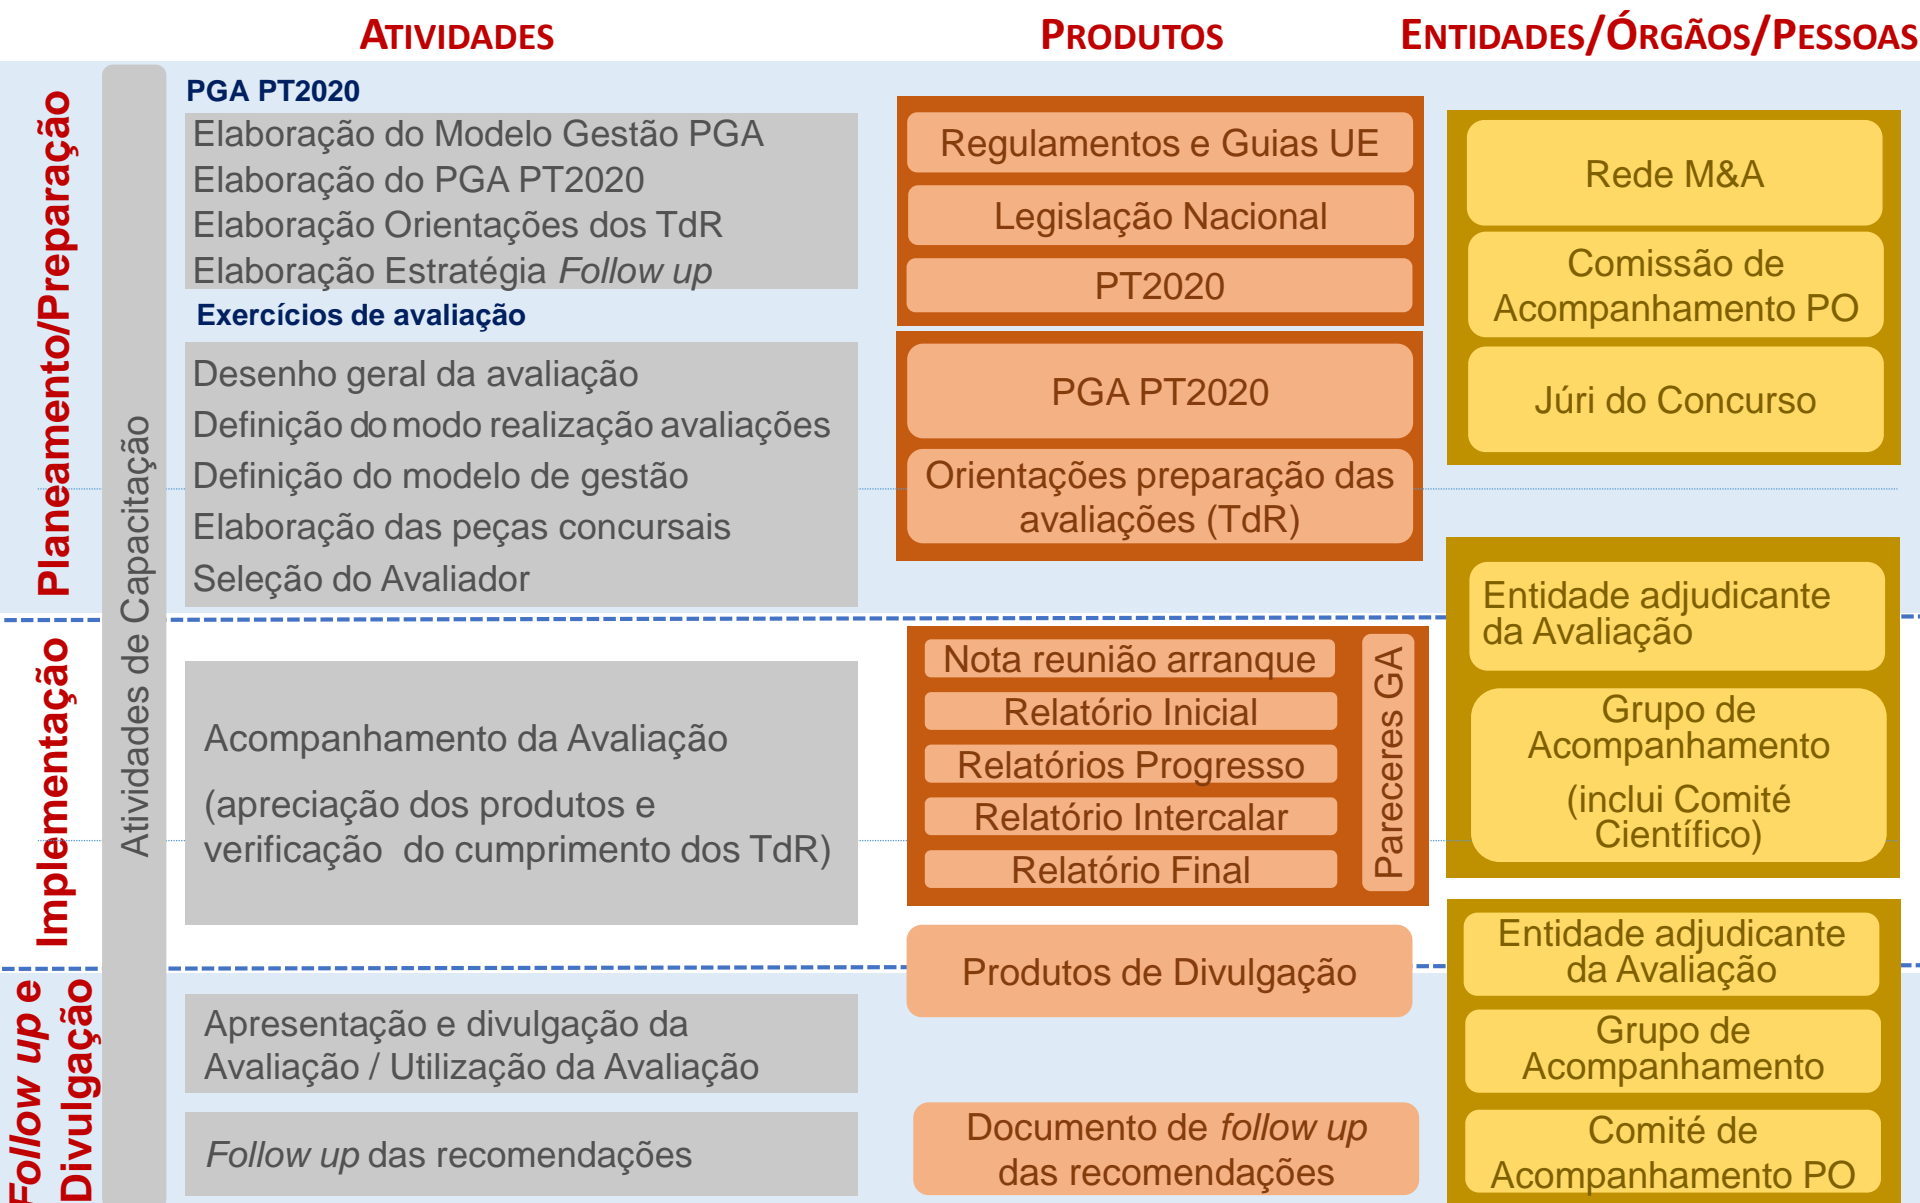 ATIVIDADES
PRODUTOS
ENTIDADES/ÓRGÃOS/PESSOAS
Planeamento/Preparação
Atividades de Capacitação
PGA PT2020
Elaboração do Modelo Gestão PGA
Elaboração do PGA PT2020
Elaboração Orientações dos TdR
Elaboração Estratégia Follow up
Exercícios de avaliação
Desenho geral da avaliação
Definição do modo realização avaliações
Definição do modelo de gestão
Elaboração das peças concursais
Seleção do Avaliador
Regulamentos e Guias UE
Legislação Nacional
PT2020
PGA PT2020
Orientações preparação das
avaliações (TdR)
Rede M&A
Comissão de
Acompanhamento PO
Júri do Concurso
Implementação
Acompanhamento da Avaliação
(apreciação dos produtos e
verificação do cumprimento dos TdR)
Nota reunião arranque
Relatório Inicial
Relatórios Progresso
Relatório Intercalar
Relatório Final
Pareceres GA
Entidade adjudicante
da Avaliação
Grupo de
Acompanhamento
(inclui Comité
Científico)
Follow up e
Divulgação
Apresentação e divulgação da
Avaliação / Utilização da Avaliação
Follow up das recomendações
Produtos de Divulgação
Documento de follow up
das recomendações
Entidade adjudicante
da Avaliação
Grupo de
Acompanhamento
Comité de
Acompanhamento PO